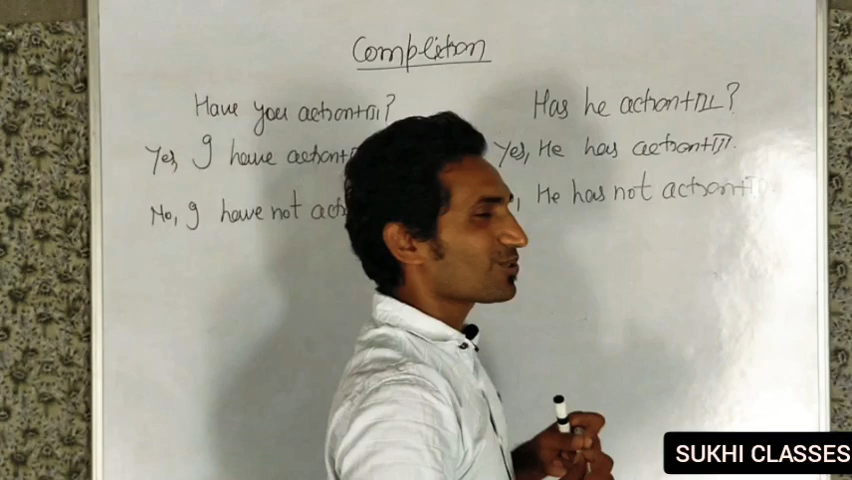 Completion
Have you action+III?
Yes, I have action+
No, I have not act
Has he action+III?
Yes, He has action+III.
, He has not action+
SUKHI CLASSES